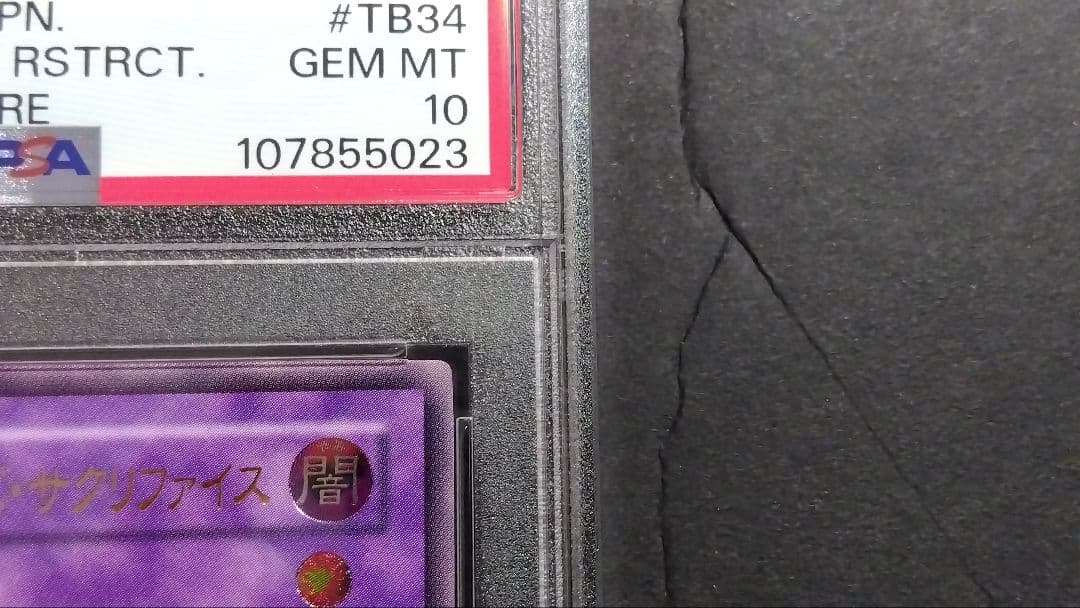 PN. #TB34
RSTRCT. GEM MT
RE 10
PSA 107855023
・サクリファイス 闇